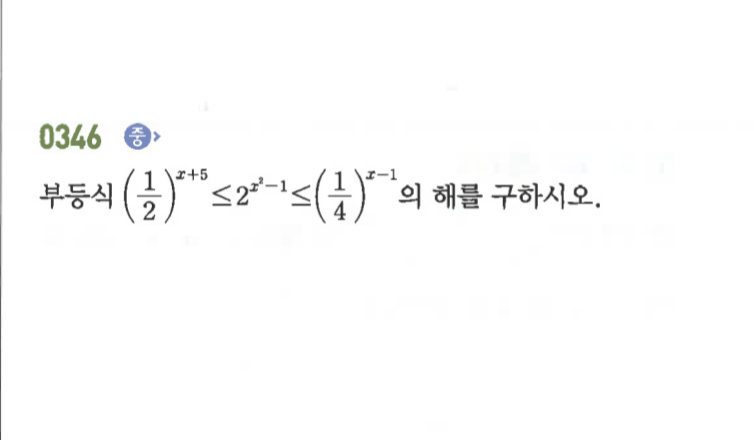 0346 중>
부등식 (1/2)^(x+5) ≤ 2^(x²-1) ≤ (1/4)^(x-1)의 해를 구하시오.